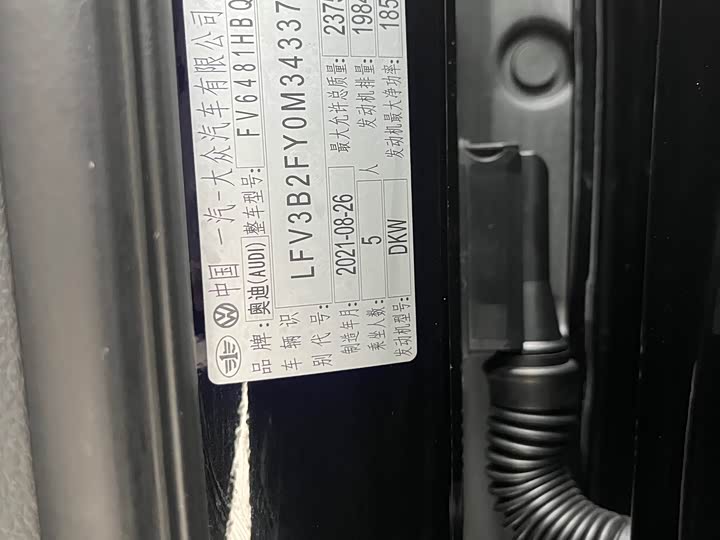 中国 一汽-大众汽车有限公司
品牌: 奥迪(AUDI) 整车型号: FV6481HBQ
车辆识别代号: LFV3B2FY0M34337
制造年月: 2021-08-26 最大允许总质量: 237
乘坐人数: 5 人 发动机排量: 1984
发动机型号: DKW 发动机最大净功率: 185